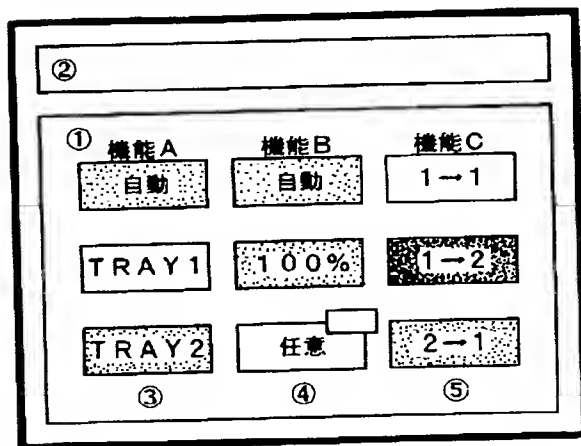 ②
① 機能A 機能B 機能C
自動 自動 1→1
TRAY1 100% 1→2
TRAY2 任意 2→1
③ ④ ⑤